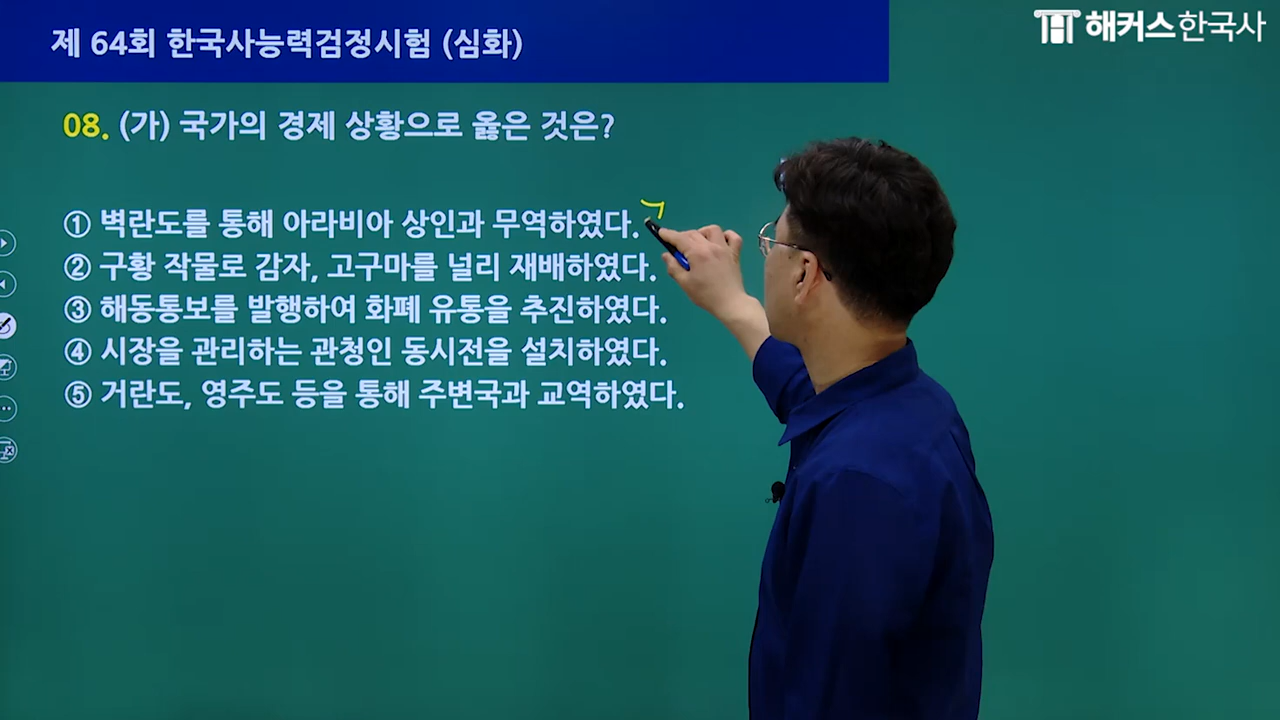 제 64회 한국사능력검정시험 (심화)
해커스한국사
08. (가) 국가의 경제 상황으로 옳은 것은?
① 벽란도를 통해 아라비아 상인과 무역하였다.
② 구황 작물로 감자, 고구마를 널리 재배하였다.
③ 해동통보를 발행하여 화폐 유통을 추진하였다.
④ 시장을 관리하는 관청인 동시전을 설치하였다.
⑤ 거란도, 영주도 등을 통해 주변국과 교역하였다.